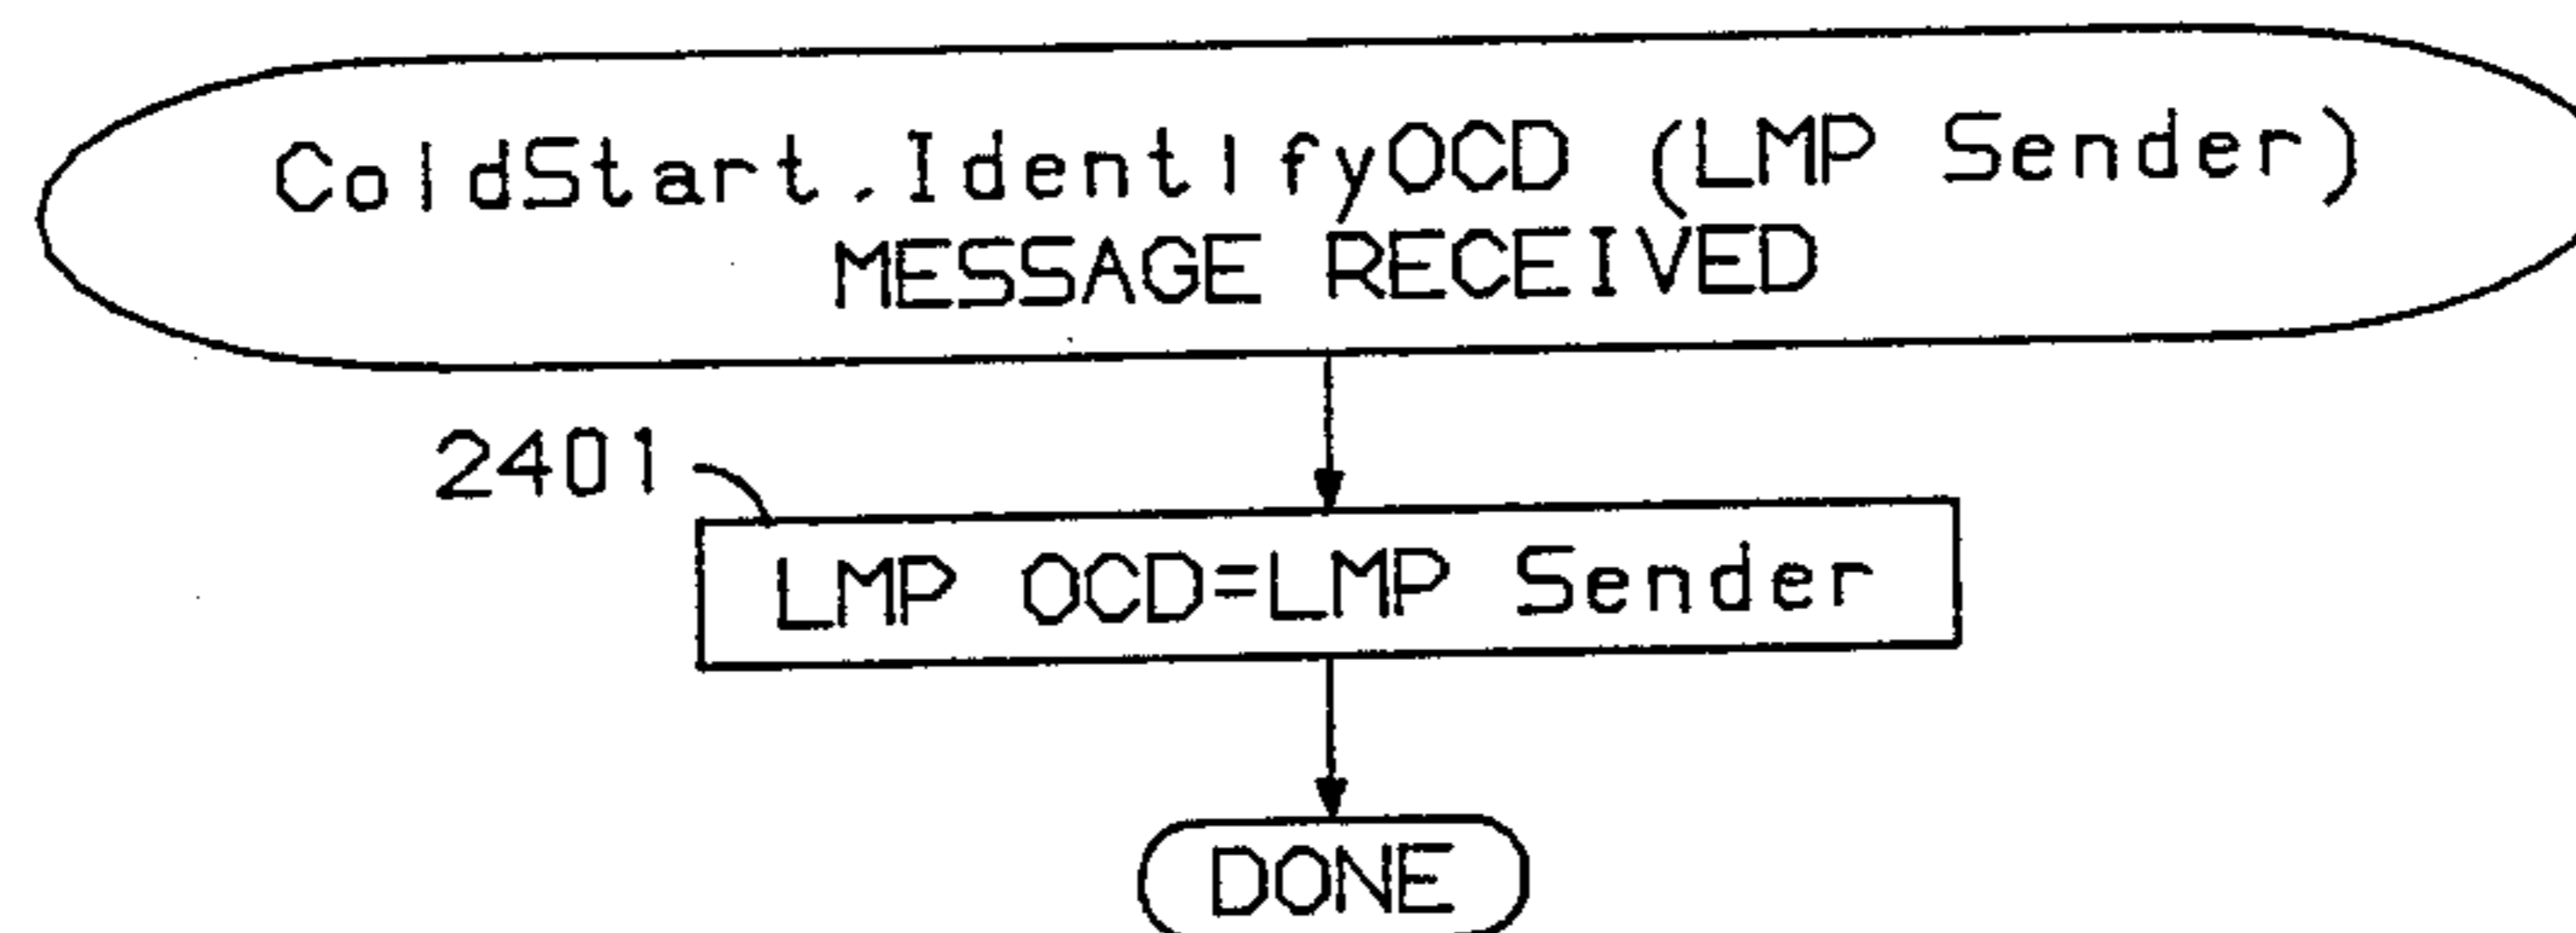 ColdStart.IdentifyOCD (LMP Sender)
MESSAGE RECEIVED
2401
LMP OCD=LMP Sender
DONE